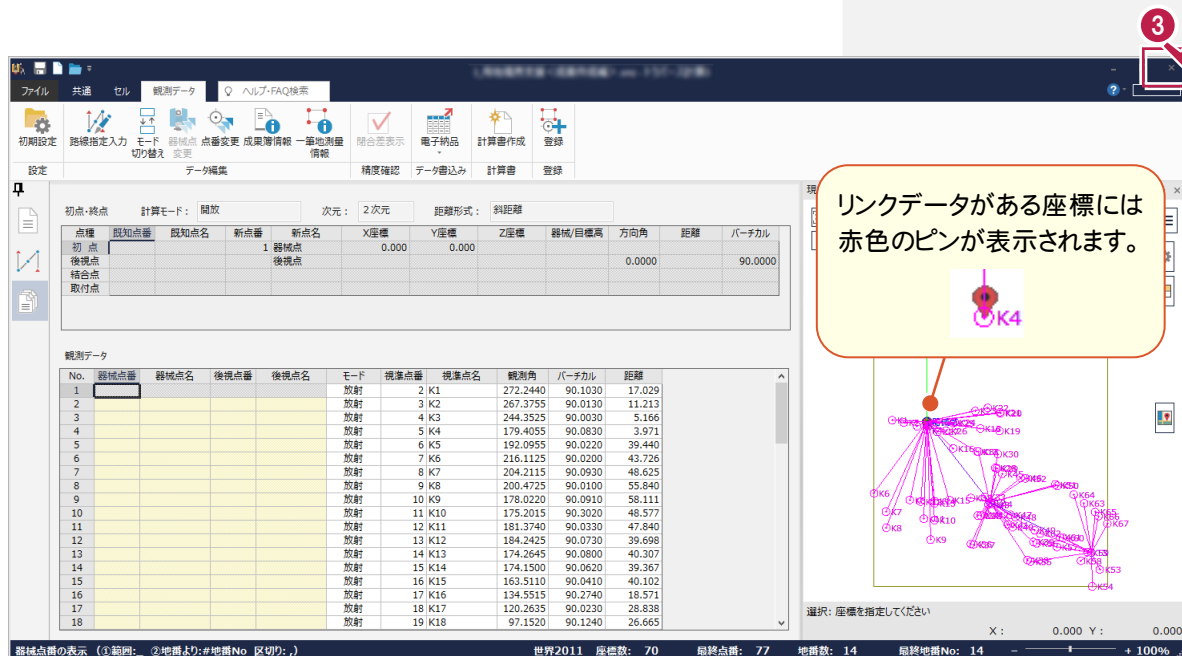 3
ファイル 共通 セル 観測データ ヘルプ・FAQ検索
初期設定 路線指定入力 モード切り替え 器械点変更 点番変更 成果簿情報 一筆地測量情報 閉合差表示 電子納品 計算書作成 登録
設定 データ編集 精度確認 データ書込み 計算書 登録
初点・終点 計算モード: 開放 次元: 2次元 距離形式: 斜距離
点種 既知点番 既知点名 新点番 新点名 X座標 Y座標 Z座標 器械/目標高 方向角 距離 バーチカル
初 点 1 器械点 0.000 0.000
後視点 後視点 0.0000 90.0000
結合点
取付点
観測データ
No. 器械点番 器械点名 後視点番 後視点名 モード 視準点番 視準点名 観測角 バーチカル 距離
1 放射 2 K1 272.2440 90.1030 17.029
2 放射 3 K2 267.3755 90.0130 11.213
3 放射 4 K3 244.3525 90.0030 5.166
4 放射 5 K4 179.4055 90.0830 3.971
5 放射 6 K5 192.0955 90.0220 39.440
6 放射 7 K6 216.1125 90.0200 43.726
7 放射 8 K7 204.2115 90.0930 48.625
8 放射 9 K8 200.4725 90.0100 55.840
9 放射 10 K9 178.0220 90.0910 58.111
10 放射 11 K10 175.2015 90.3020 48.577
11 放射 12 K11 181.3740 90.0330 47.840
12 放射 13 K12 184.2425 90.0730 39.698
13 放射 14 K13 174.2645 90.0800 40.307
14 放射 15 K14 174.1500 90.0620 39.367
15 放射 16 K15 163.5110 90.0410 40.102
16 放射 17 K16 134.5515 90.2740 18.571
17 放射 18 K17 120.2635 90.0230 28.838
18 放射 19 K18 97.1520 90.1240 26.665
現
リンクデータがある座標には
赤色のピンが表示されます。
K4
K19
K16
K30
K6
K64
K63
K7
K10
K67
K8
K9
K53
K54
選択: 座標を指定してください
X : 0.000 Y : 0.000
器械点番の表示 (①範囲:_ ②地番より:#地番No 区切り: ,) 世界2011 座標数: 70 最終点番: 77 地番数: 14 最終地番No: 14 － + 100%